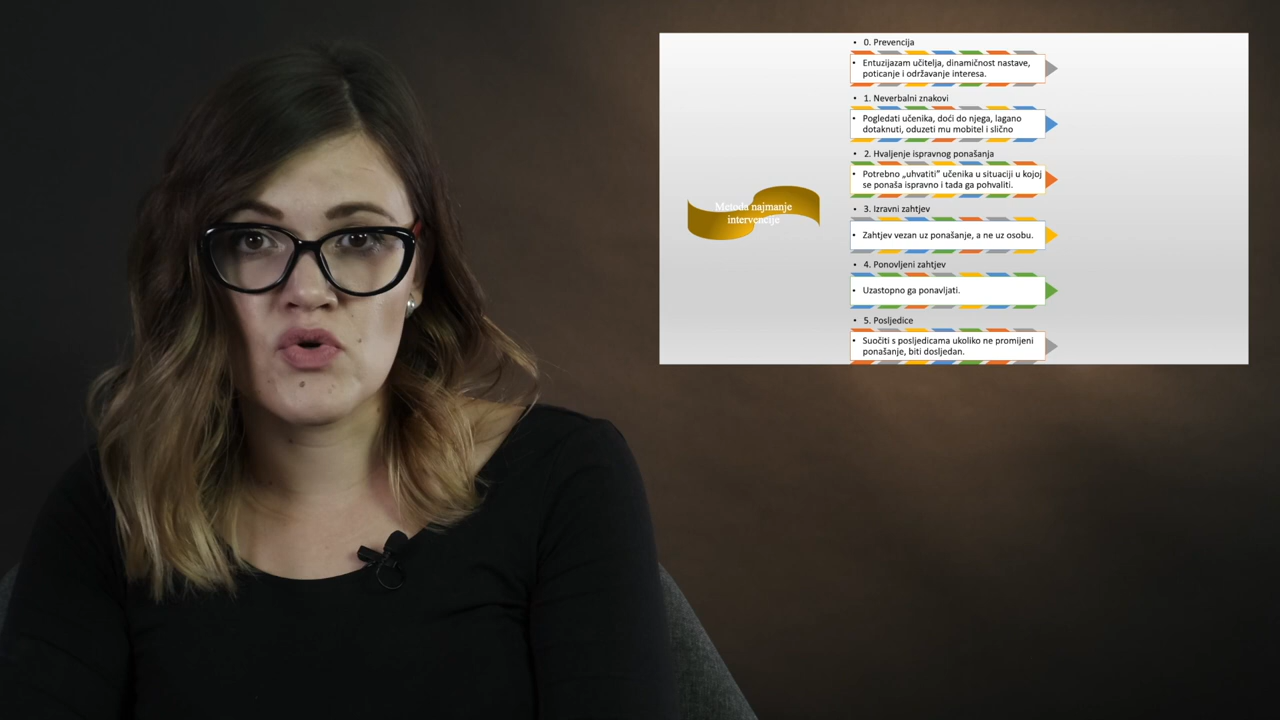 Metoda najmanje
intervencije
• 0. Prevencija
• Entuzijazam učitelja, dinamičnost nastave,
poticanje i održavanje interesa.
• 1. Neverbalni znakovi
• Pogledati učenika, doći do njega, lagano
dotaknuti, oduzeti mu mobitel i slično
• 2. Hvaljenje ispravnog ponašanja
• Potrebno „uhvatiti” učenika u situaciji u kojoj
se ponaša ispravno i tada ga pohvaliti.
• 3. Izravni zahtjev
• Zahtjev vezan uz ponašanje, a ne uz osobu.
• 4. Ponovljeni zahtjev
• Uzastopno ga ponavljati.
• 5. Posljedice
• Suočiti s posljedicama ukoliko ne promijeni
ponašanje, biti dosljedan.